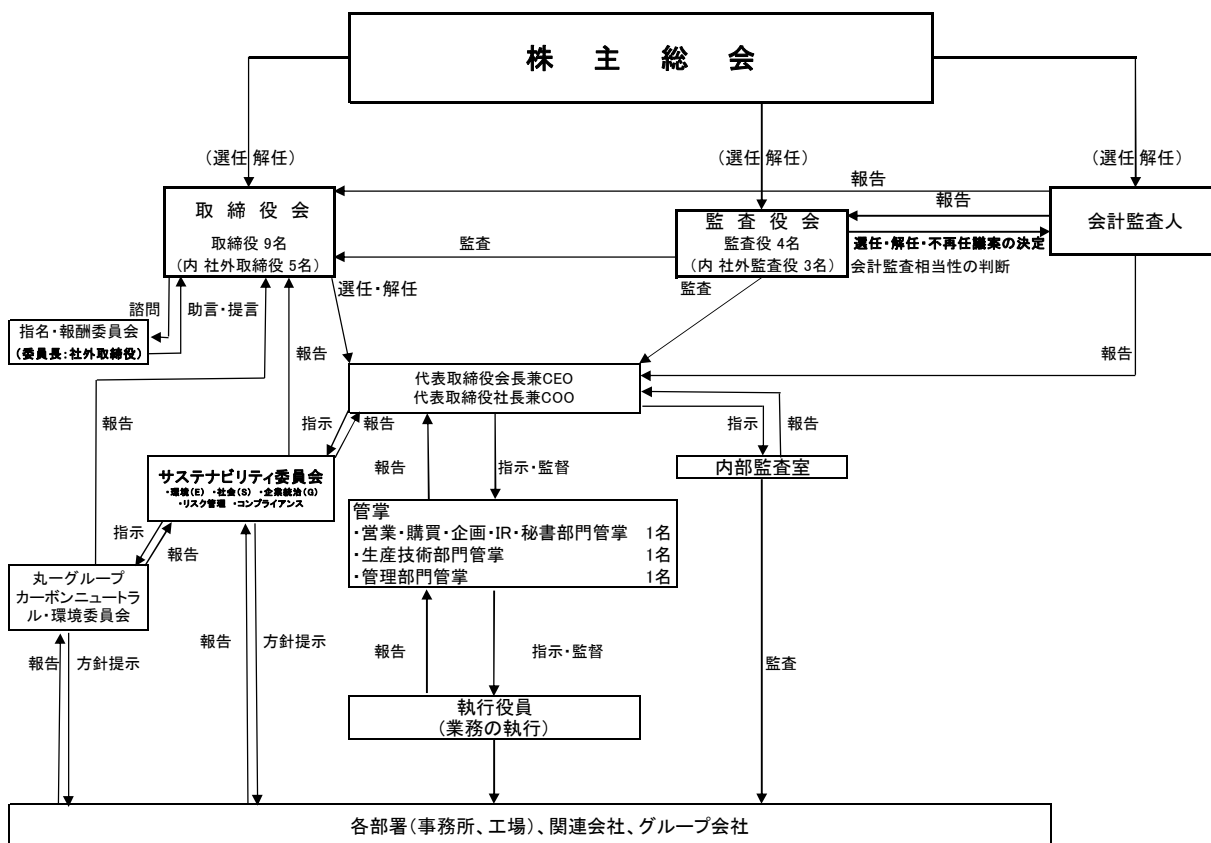 株 主 総 会
(選任 解任)
(選任 解任)
(選任 解任)
報告
取 締 役 会
取締役 9名
(内 社外取締役 5名)
監査
監 査 役 会
監査役 4名
(内 社外監査役 3名)
報告
選任・解任・不再任議案の決定
会計監査相当性の判断
会計監査人
諮問
助言・提言
選任・解任
監査
指名・報酬委員会
(委員長:社外取締役)
報告
報告
代表取締役会長兼CEO
代表取締役社長兼COO
報告
指示
報告
報告
指示・監督
指示
報告
サステナビリティ委員会
・環境(E) ・社会(S) ・企業統治(G)
・リスク管理 ・コンプライアンス
内部監査室
管掌
・営業・購買・企画・IR・秘書部門管掌 1名
・生産技術部門管掌 1名
・管理部門管掌 1名
指示
報告
丸一グループ
カーボンニュートラ
ル・環境委員会
報告
方針提示
報告
方針提示
報告
指示・監督
監査
執行役員
(業務の執行)
各部署(事務所、工場)、関連会社、グループ会社